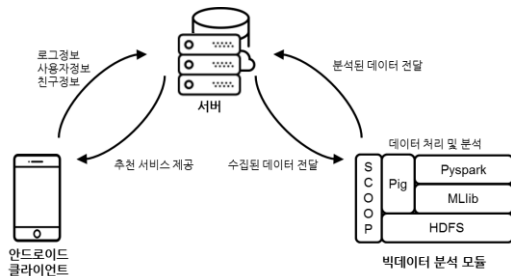 로그정보
사용자정보
친구정보
서버
분석된 데이터 전달
추천 서비스 제공
수집된 데이터 전달
데이터 처리 및 분석
SCOOP
Pig
Pyspark
MLlib
HDFS
안드로이드
클라이언트
빅데이터 분석 모듈